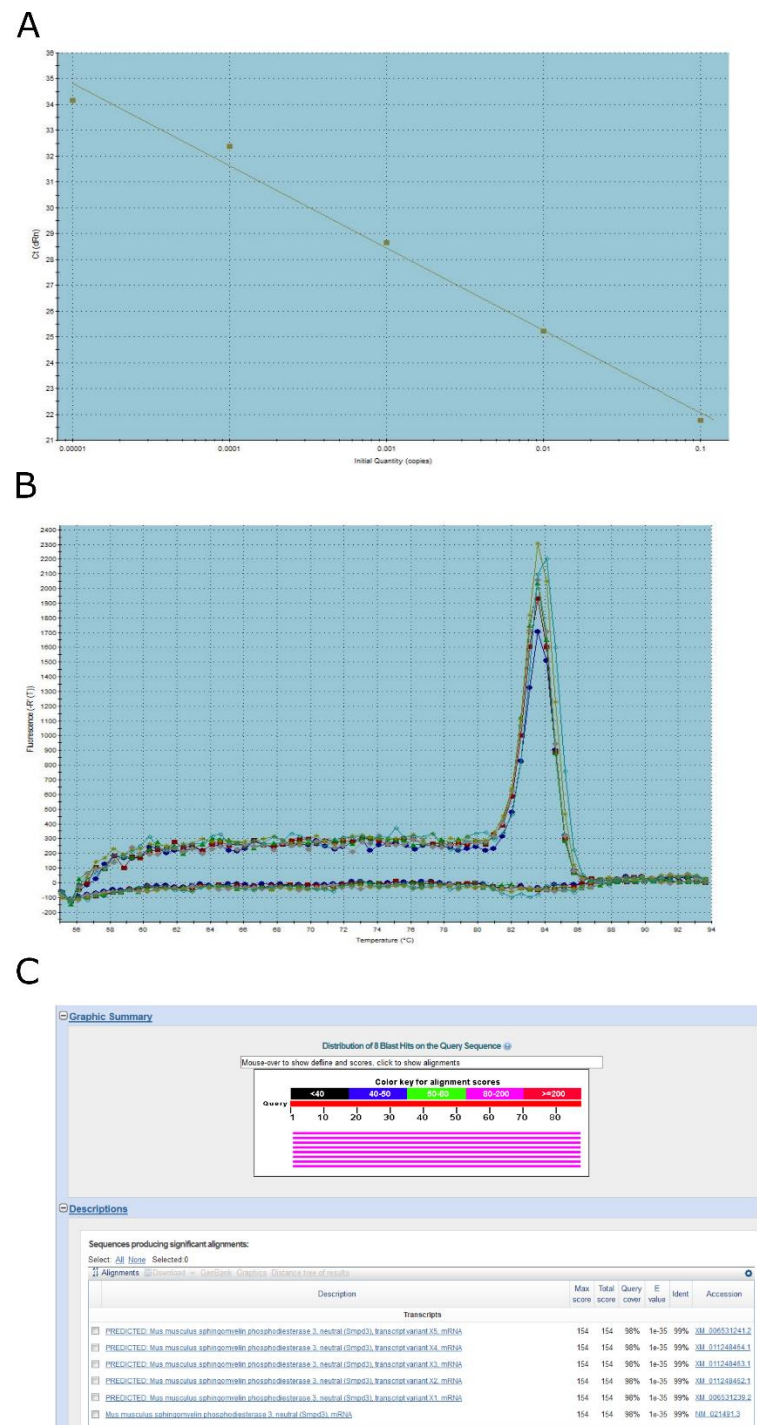 A
36
35
34
33
32
31
30
29
28
27
26
25
24
23
22
21
Ct (dRn)
0.00001 0.0001 0.001 0.01 0.1
Initial Quantity (copies)
B
2400
2300
2200
2100
2000
1900
1800
1700
1600
1500
1400
1300
1200
1100
1000
900
800
700
600
500
400
300
200
100
0
-100
-200
Fluorescence (-R'(T))
56 58 60 62 64 66 68 70 72 74 76 78 80 82 84 86 88 90 92 94
Temperature (°C)
C
Graphic Summary
Distribution of 8 Blast Hits on the Query Sequence
Mouse-over to show defline and scores, click to show alignments
Color key for alignment scores
<40 40-50 50-80 80-200 >=200
Query
1 10 20 30 40 50 60 70 80
Descriptions
Sequences producing significant alignments:
Select: All None Selected:0
Alignments Download GenBank Graphics Distance tree of results
Description Max score Total score Query cover E value Ident Accession
Transcripts
PREDICTED: Mus musculus sphingomyelin phosphodiesterase 3, neutral (Smpd3), transcript variant X5, mRNA 154 154 98% 1e-35 99% XM_006531241.2
PREDICTED: Mus musculus sphingomyelin phosphodiesterase 3, neutral (Smpd3), transcript variant X4, mRNA 154 154 98% 1e-35 99% XM_011248464.1
PREDICTED: Mus musculus sphingomyelin phosphodiesterase 3, neutral (Smpd3), transcript variant X3, mRNA 154 154 98% 1e-35 99% XM_011248463.1
PREDICTED: Mus musculus sphingomyelin phosphodiesterase 3, neutral (Smpd3), transcript variant X2, mRNA 154 154 98% 1e-35 99% XM_011248462.1
PREDICTED: Mus musculus sphingomyelin phosphodiesterase 3, neutral (Smpd3), transcript variant X1, mRNA 154 154 98% 1e-35 99% XM_006531239.2
Mus musculus sphingomyelin phosphodiesterase 3, neutral (Smpd3), mRNA 154 154 98% 1e-35 99% NM_021491.3